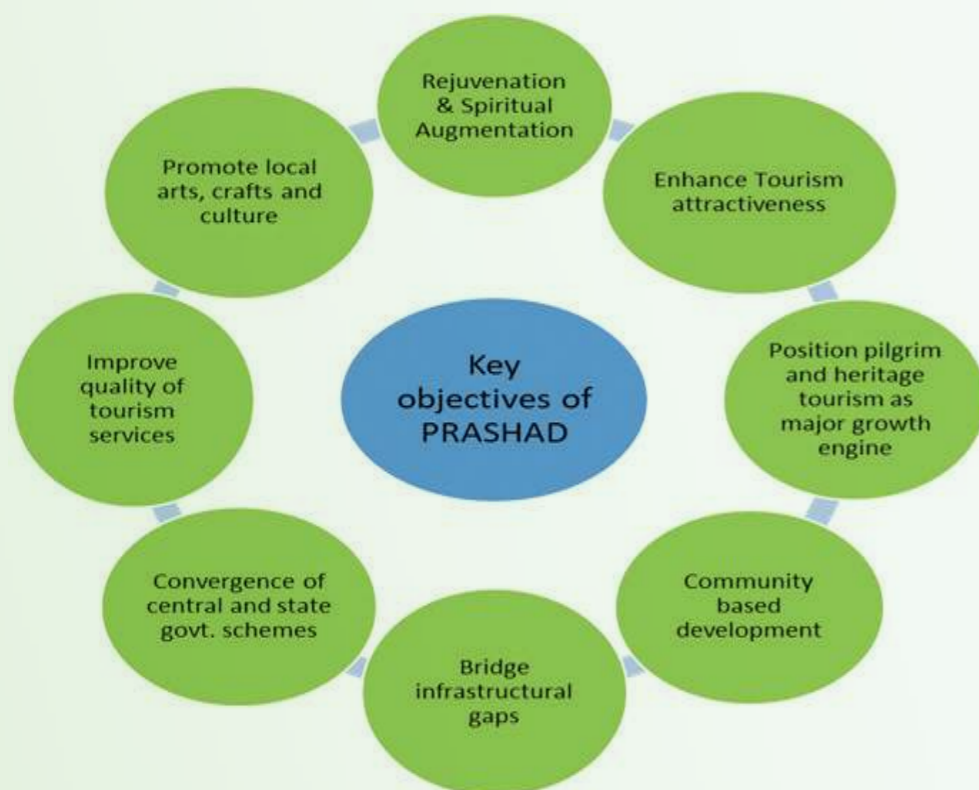 Rejuvenation
& Spiritual
Augmentation
Enhance Tourism
attractiveness
Position pilgrim
and heritage
tourism as
major growth
engine
Community
based
development
Bridge
infrastructural
gaps
Convergence of
central and state
govt. schemes
Improve
quality of
tourism
services
Promote local
arts, crafts and
culture
Key
objectives of
PRASHAD